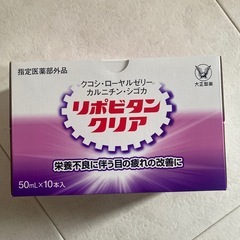 指定医薬部外品
クコシ・ローヤルゼリー
カルニチン・シゴカ
大正製薬
リポビタン
クリア
栄養不良に伴う目の疲れの改善に
50mL×10本入